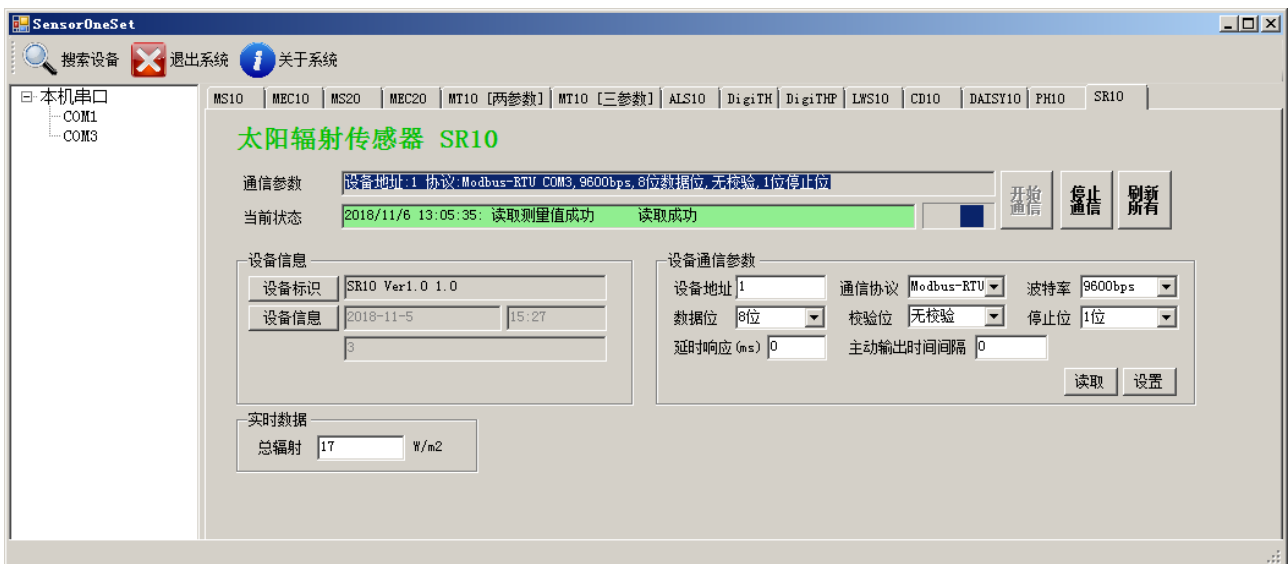 SensorOneSet
搜索设备 退出系统 关于系统
本机串口
COM1
COM3
MS10 MEC10 MS20 MEC20 MT10 [两参数] MT10 [三参数] ALS10 DigiTH DigiTHP LWS10 CD10 DAISY10 PH10 SR10
太阳辐射传感器 SR10
通信参数 设备地址:1 协议:Modbus-RTU COM3,9600bps,8位数据位,无校验,1位停止位
当前状态 2018/11/6 13:05:35: 读取测量值成功 读取成功
开始通信 停止通信 刷新所有
设备信息
设备标识 SR10 Ver1.0 1.0
设备信息 2018-11-5 15:27
3
设备通信参数
设备地址 1 通信协议 Modbus-RTU 波特率 9600bps
数据位 8位 校验位 无校验 停止位 1位
延时响应(ms) 0 主动输出时间间隔 0
读取 设置
实时数据
总辐射 17 W/m2